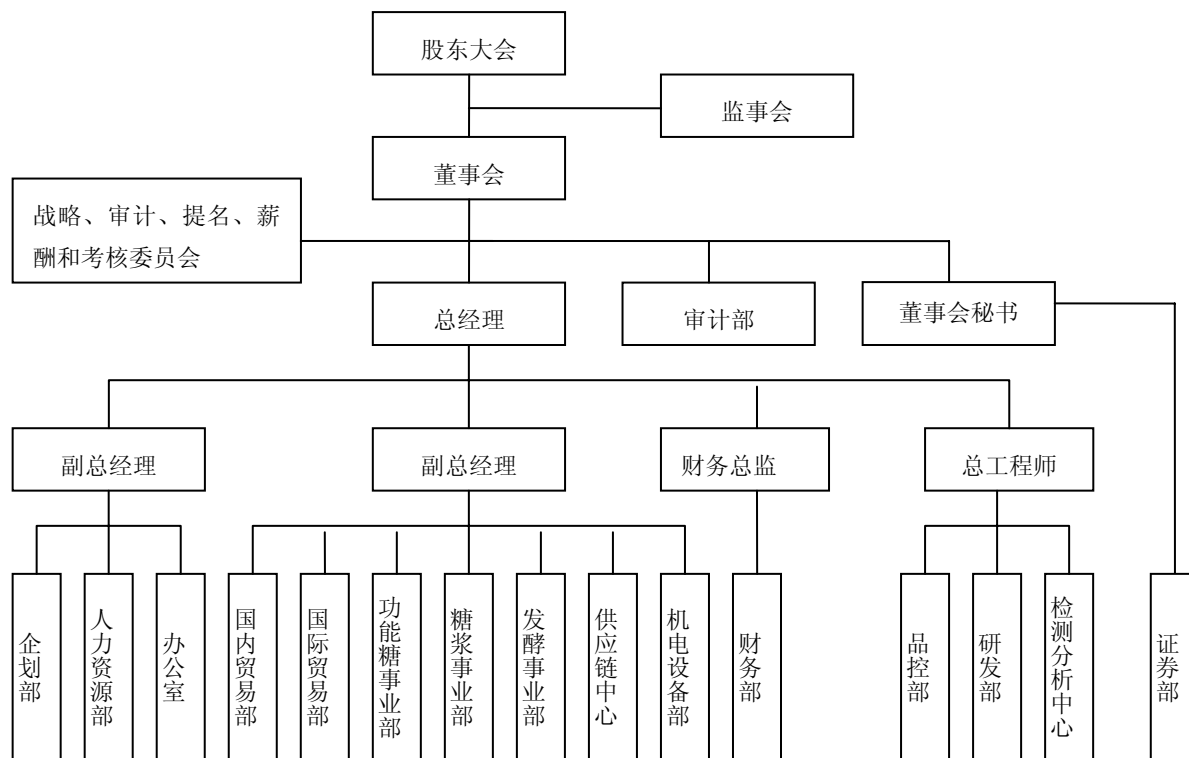 股东大会
监事会
董事会
战略、审计、提名、薪
酬和考核委员会
总经理
审计部
董事会秘书
副总经理
副总经理
财务总监
总工程师
企划部
人力资源部
办公室
国内贸易部
国际贸易部
功能糖事业部
糖浆事业部
发酵事业部
供应链中心
机电设备部
财务部
品控部
研发部
检测分析中心
证券部